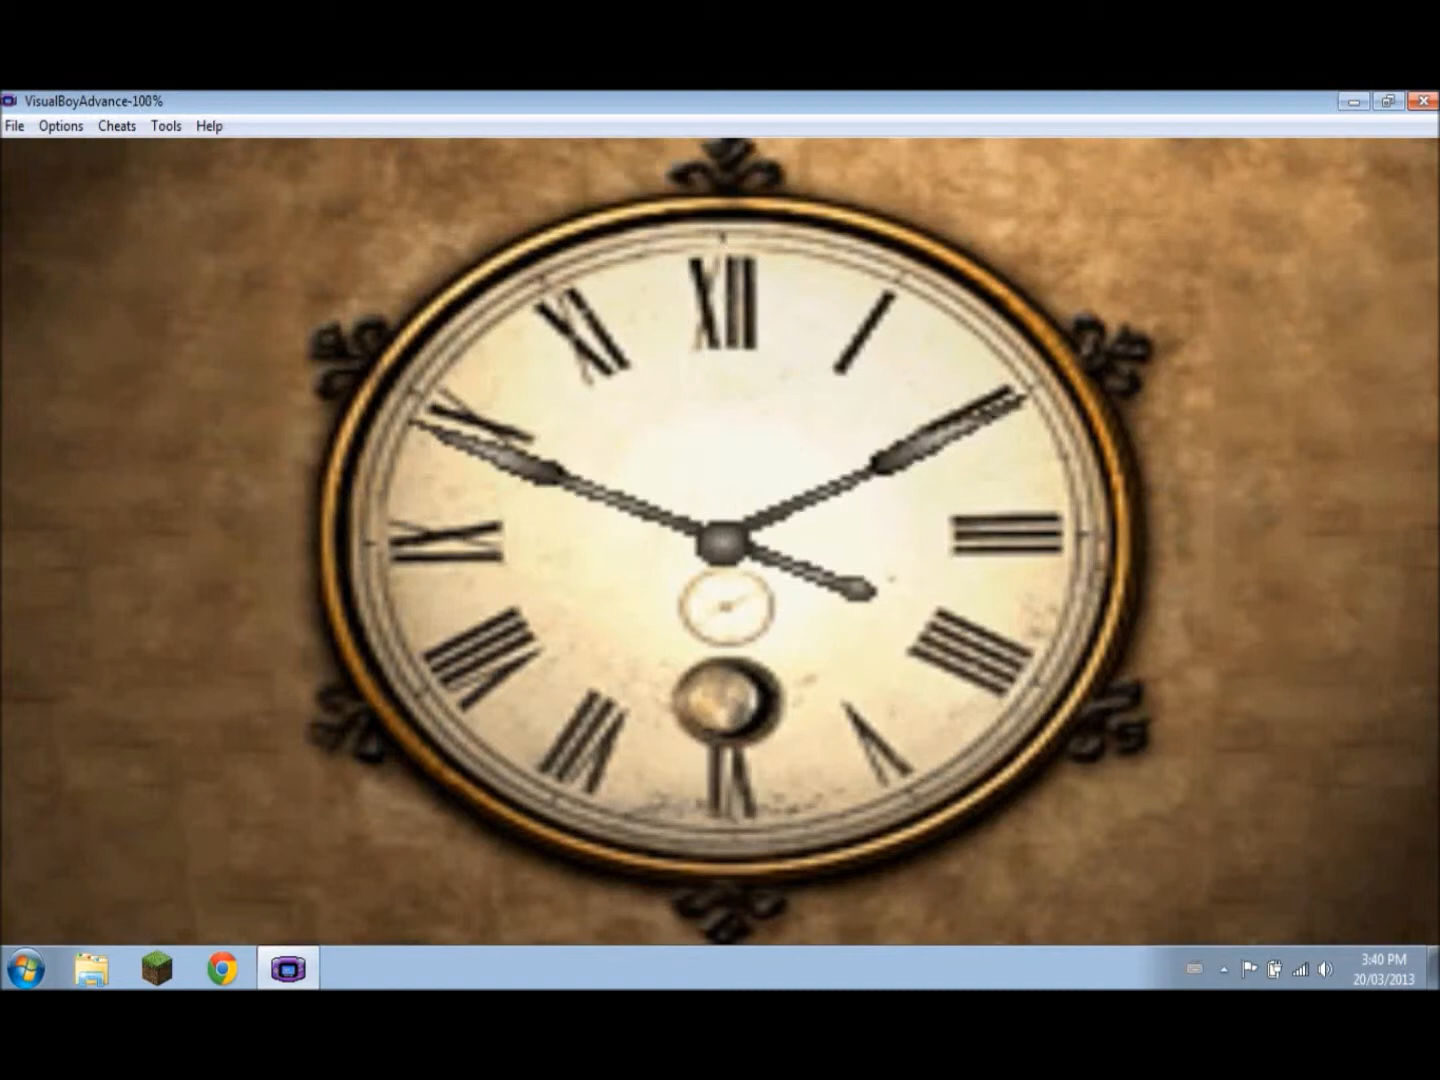 VisualBoyAdvance-100%
File Options Cheats Tools Help
XII
XI
I
X
II
IX
III
VIII
IIII
VII
V
VI
3:40 PM
20/03/2013